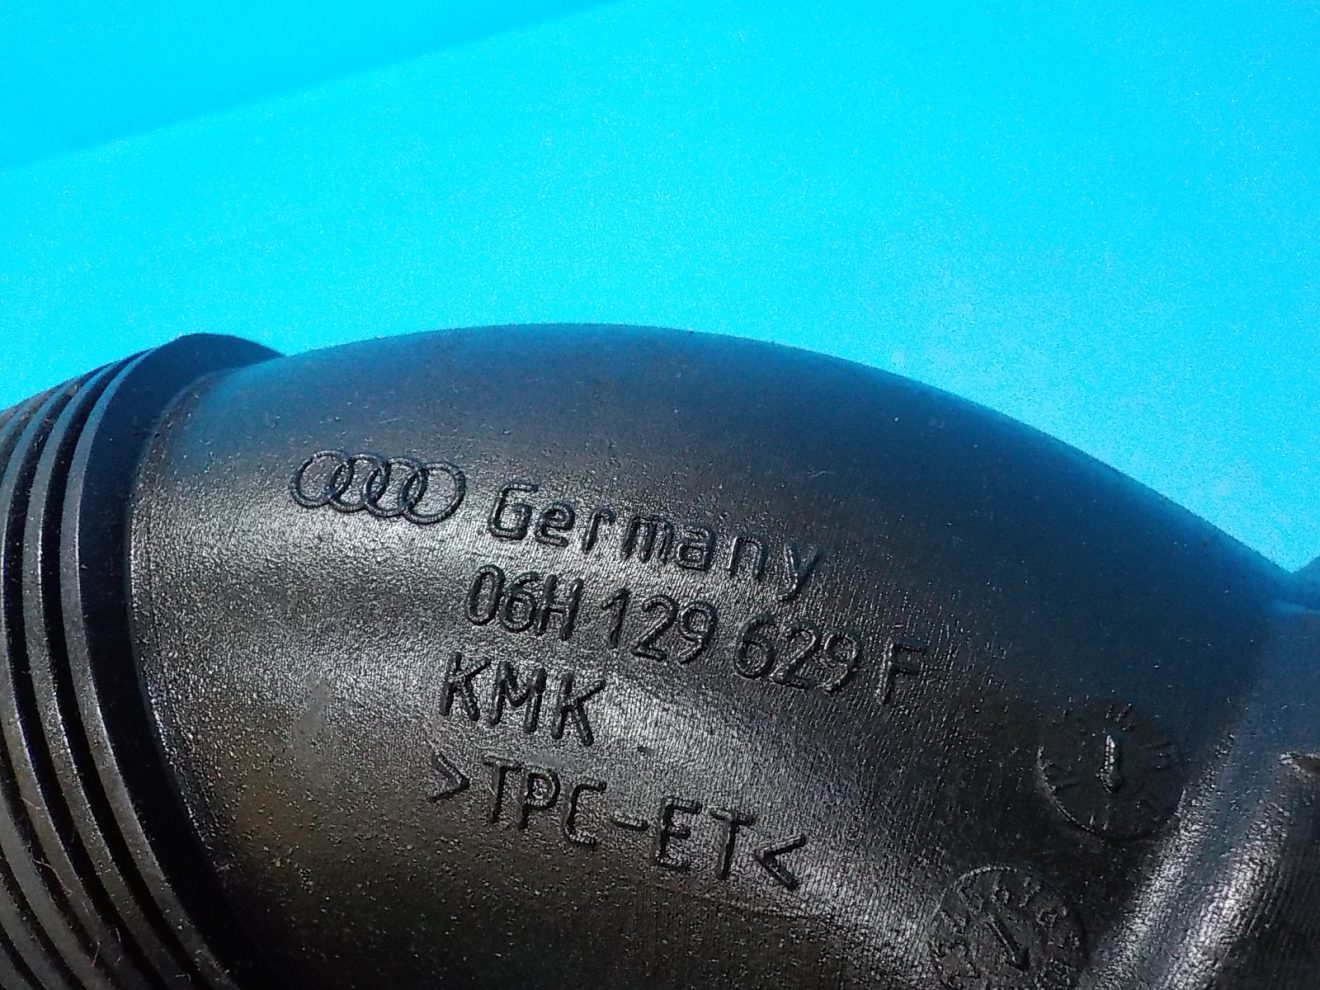 Germany
06H 129 629 F
KMK
>TPC-ET<